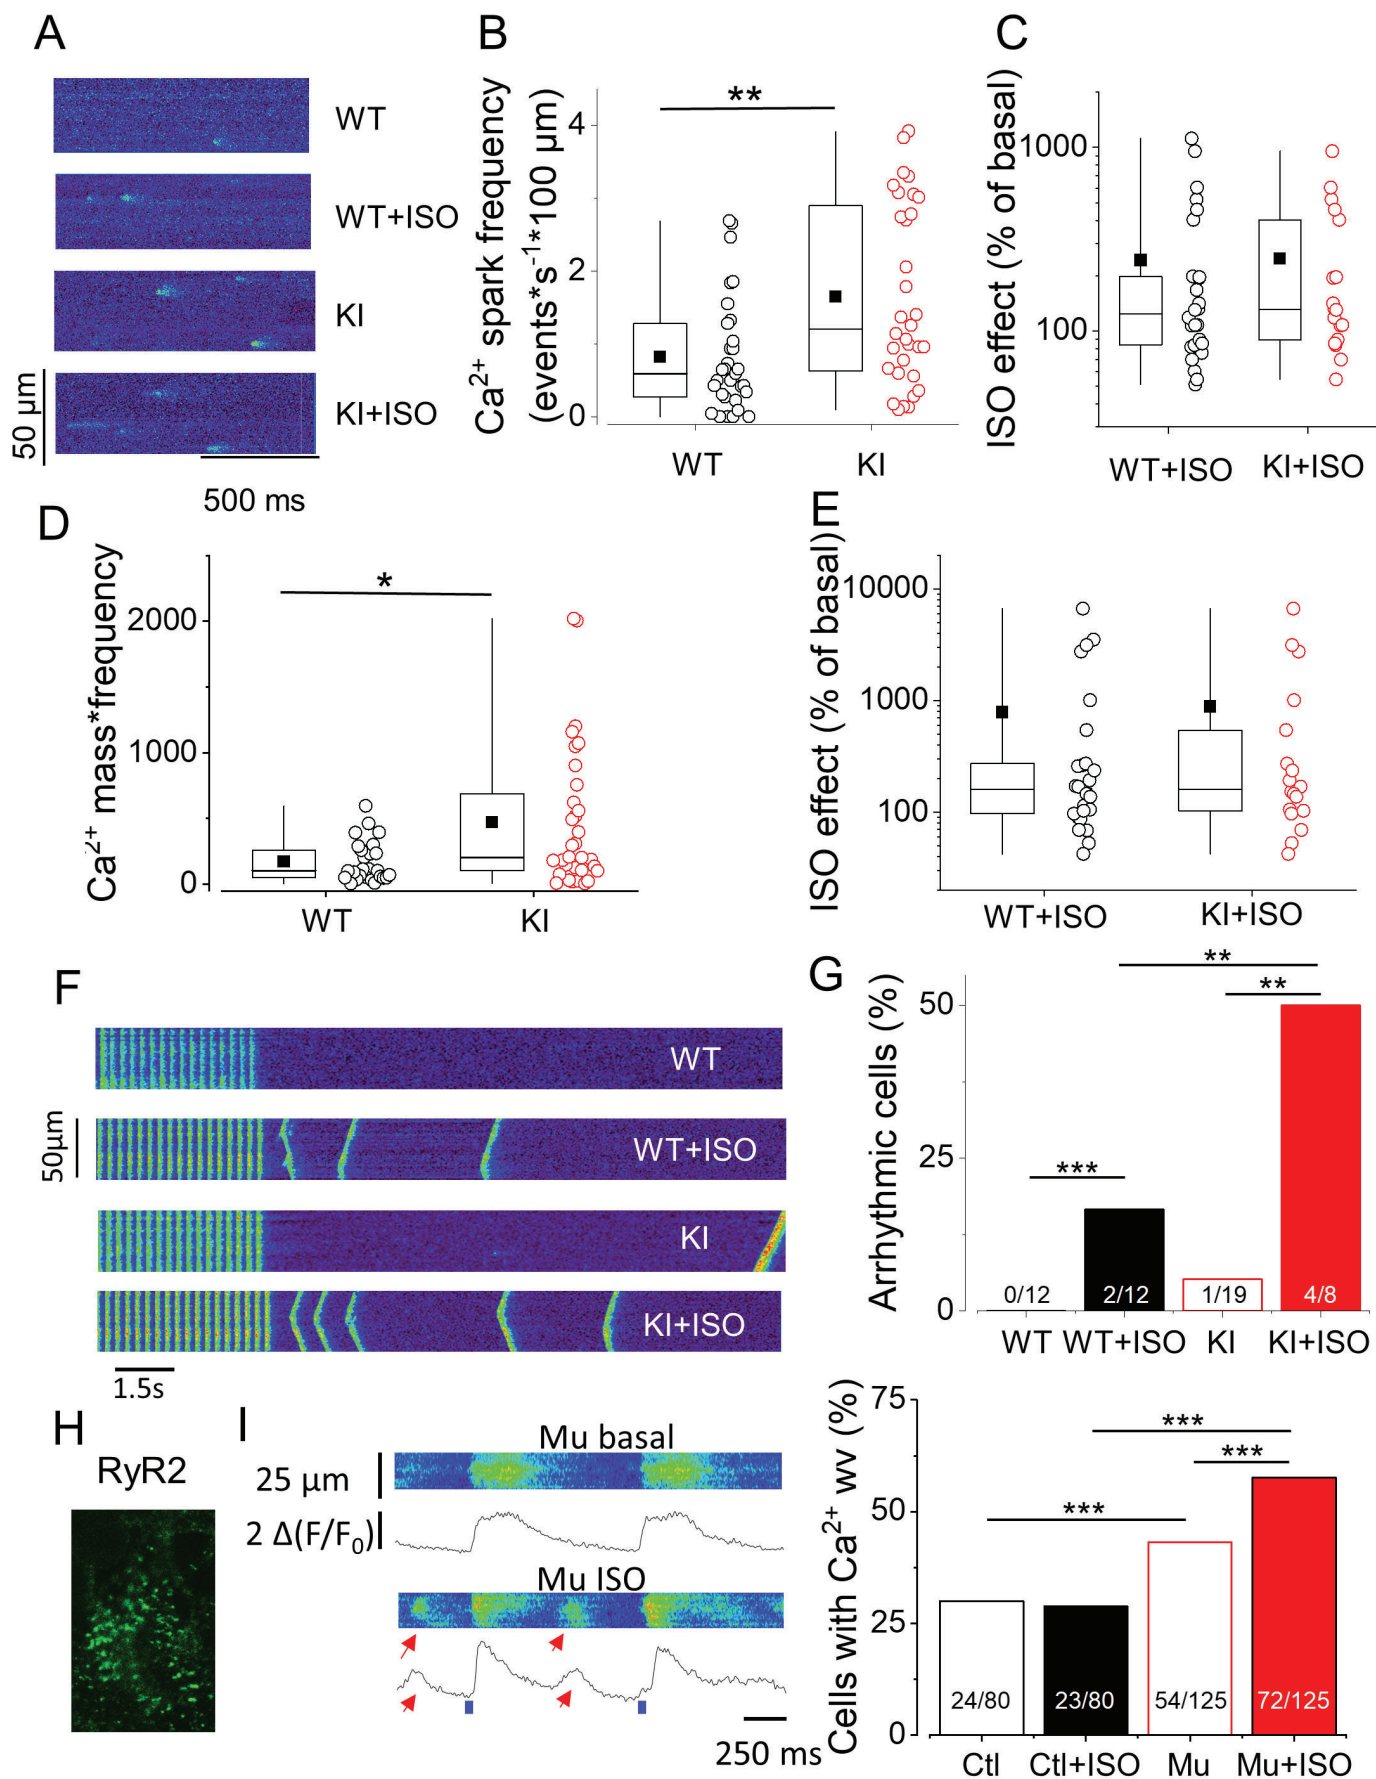 A
WT
WT+ISO
KI
KI+ISO
50 µm
500 ms
B
Ca2+ spark frequency
(events*s-1*100 µm)
4
2
0
**
WT
KI
C
ISO effect (% of basal)
1000
100
WT+ISO
KI+ISO
D
Ca2+ mass*frequency
2000
1000
0
*
WT
KI
E
ISO effect (% of basal)
10000
1000
100
WT+ISO
KI+ISO
F
WT
WT+ISO
KI
KI+ISO
50µm
1.5s
G
Arrhythmic cells (%)
50
25
0
**
**
***
0/12
2/12
1/19
4/8
WT
WT+ISO
KI
KI+ISO
H
RyR2
I
Mu basal
25 µm
2 Δ(F/F0)
Mu ISO
250 ms
Cells with Ca2+ wv (%)
75
50
25
0
***
***
***
24/80
23/80
54/125
72/125
Ctl
Ctl+ISO
Mu
Mu+ISO